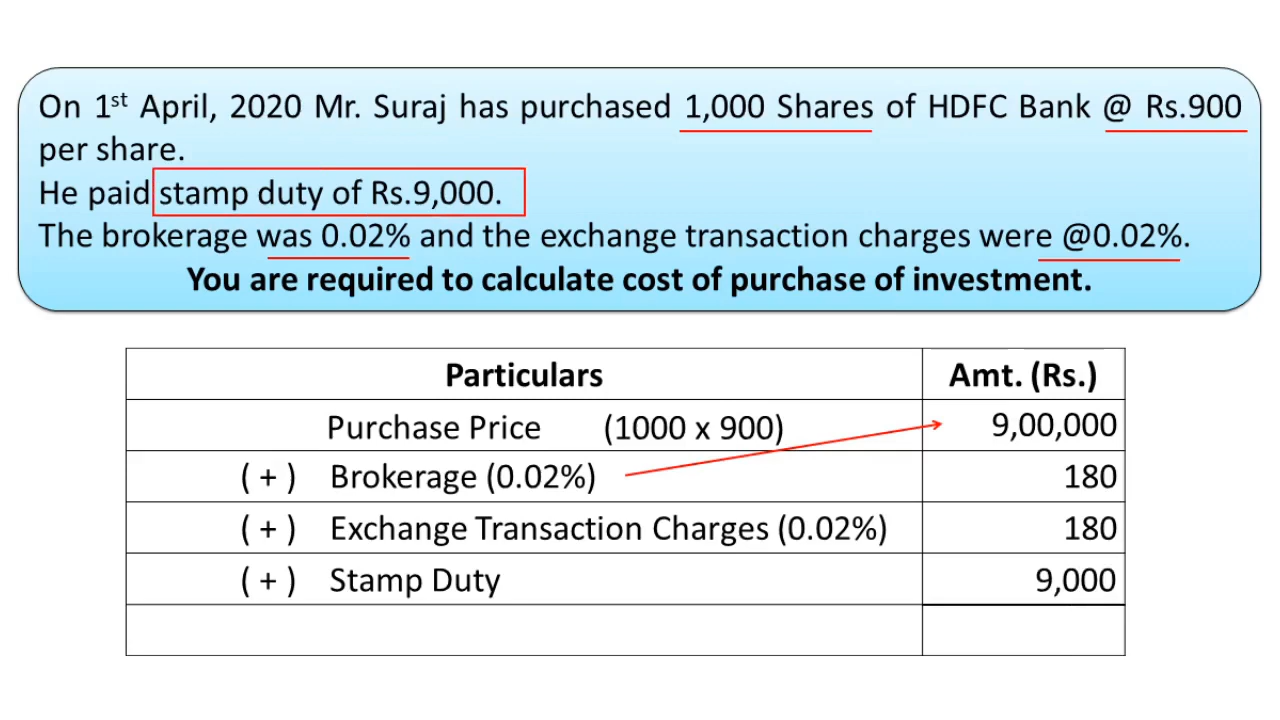 On 1st April, 2020 Mr. Suraj has purchased 1,000 Shares of HDFC Bank @ Rs.900
per share.
He paid stamp duty of Rs.9,000.
The brokerage was 0.02% and the exchange transaction charges were @0.02%.
You are required to calculate cost of purchase of investment.
Particulars Amt. (Rs.)
Purchase Price (1000 x 900) 9,00,000
( + ) Brokerage (0.02%) 180
( + ) Exchange Transaction Charges (0.02%) 180
( + ) Stamp Duty 9,000